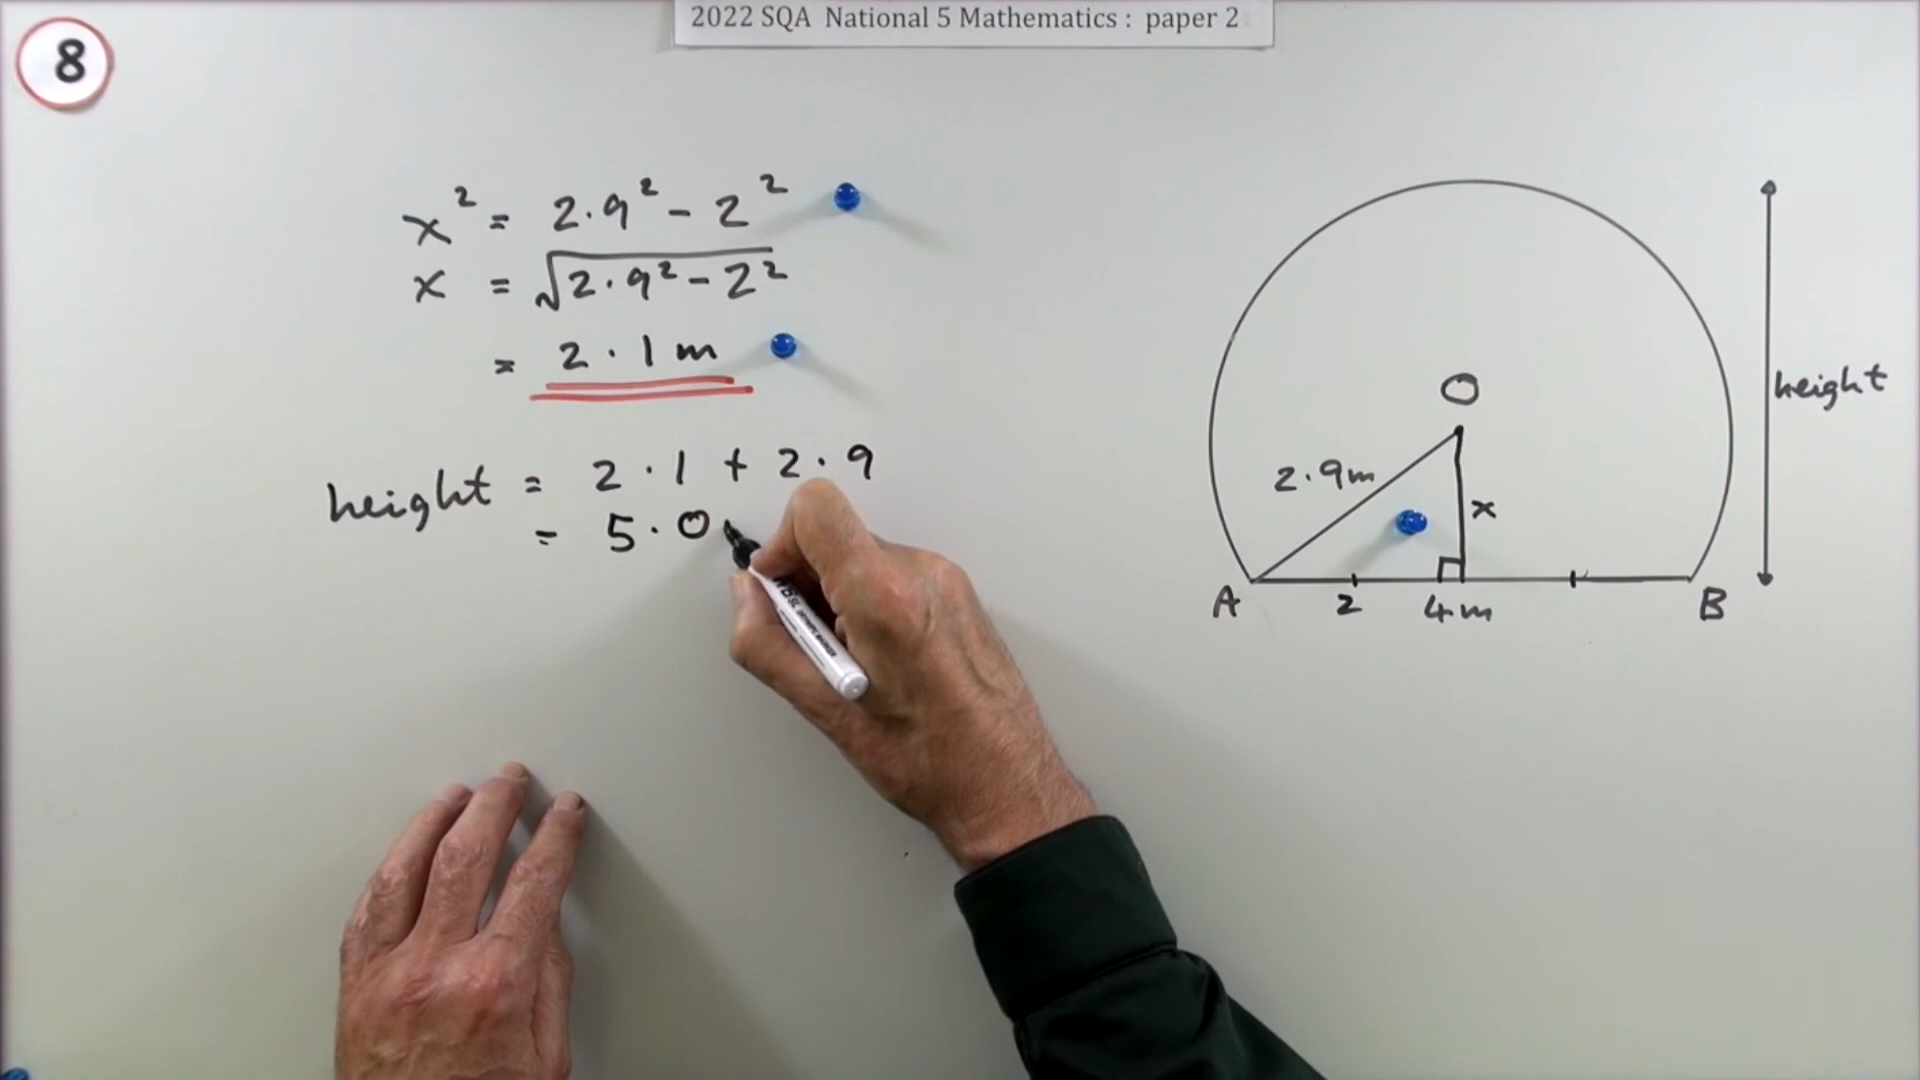 2022 SQA National 5 Mathematics : paper 2
8
x² = 2·9² - 2²
x = √2·9² - 2²
= 2·1m
height = 2·1 + 2·9
= 5·0
O
height
2·9m
x
A 2 4m B